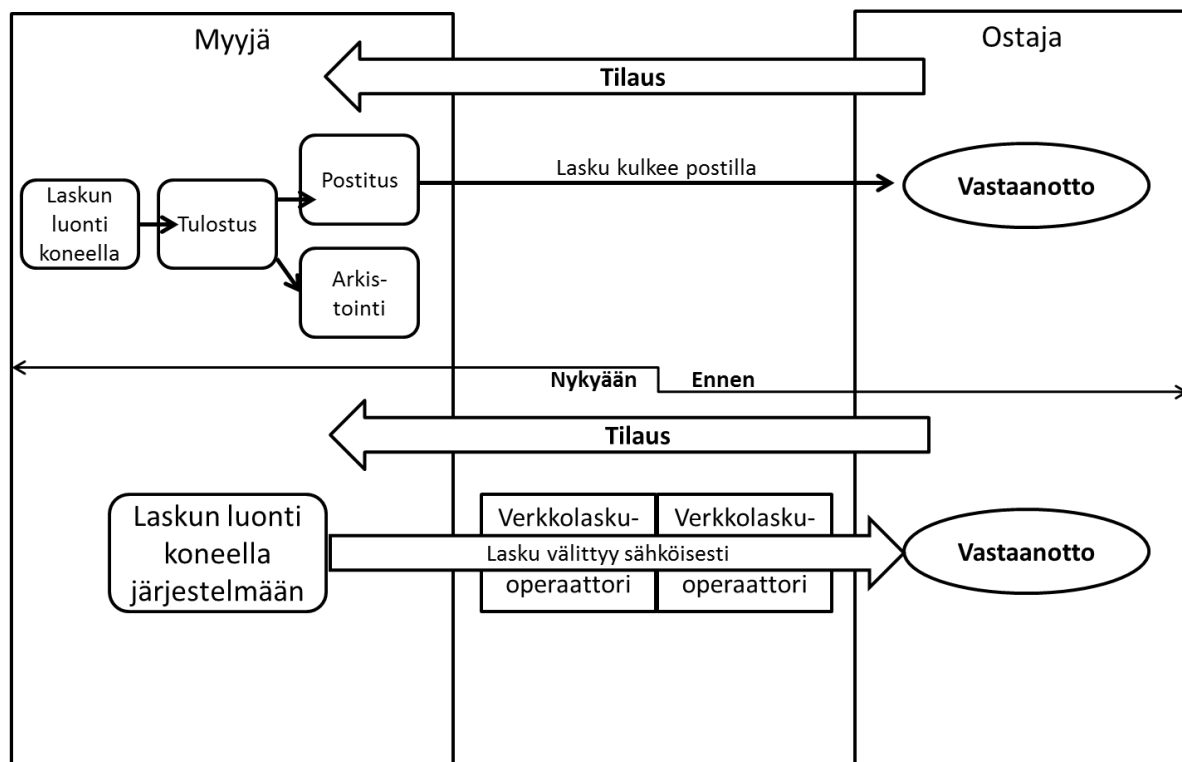 Myyjä
Ostaja
Tilaus
Laskun
luonti
koneella
Tulostus
Postitus
Lasku kulkee postilla
Vastaanotto
Arkis-
tointi
Nykyään
Ennen
Tilaus
Laskun luonti
koneella
järjestelmään
Verkkolasku-
operaattori
Verkkolasku-
operaattori
Lasku välittyy sähköisesti
Vastaanotto